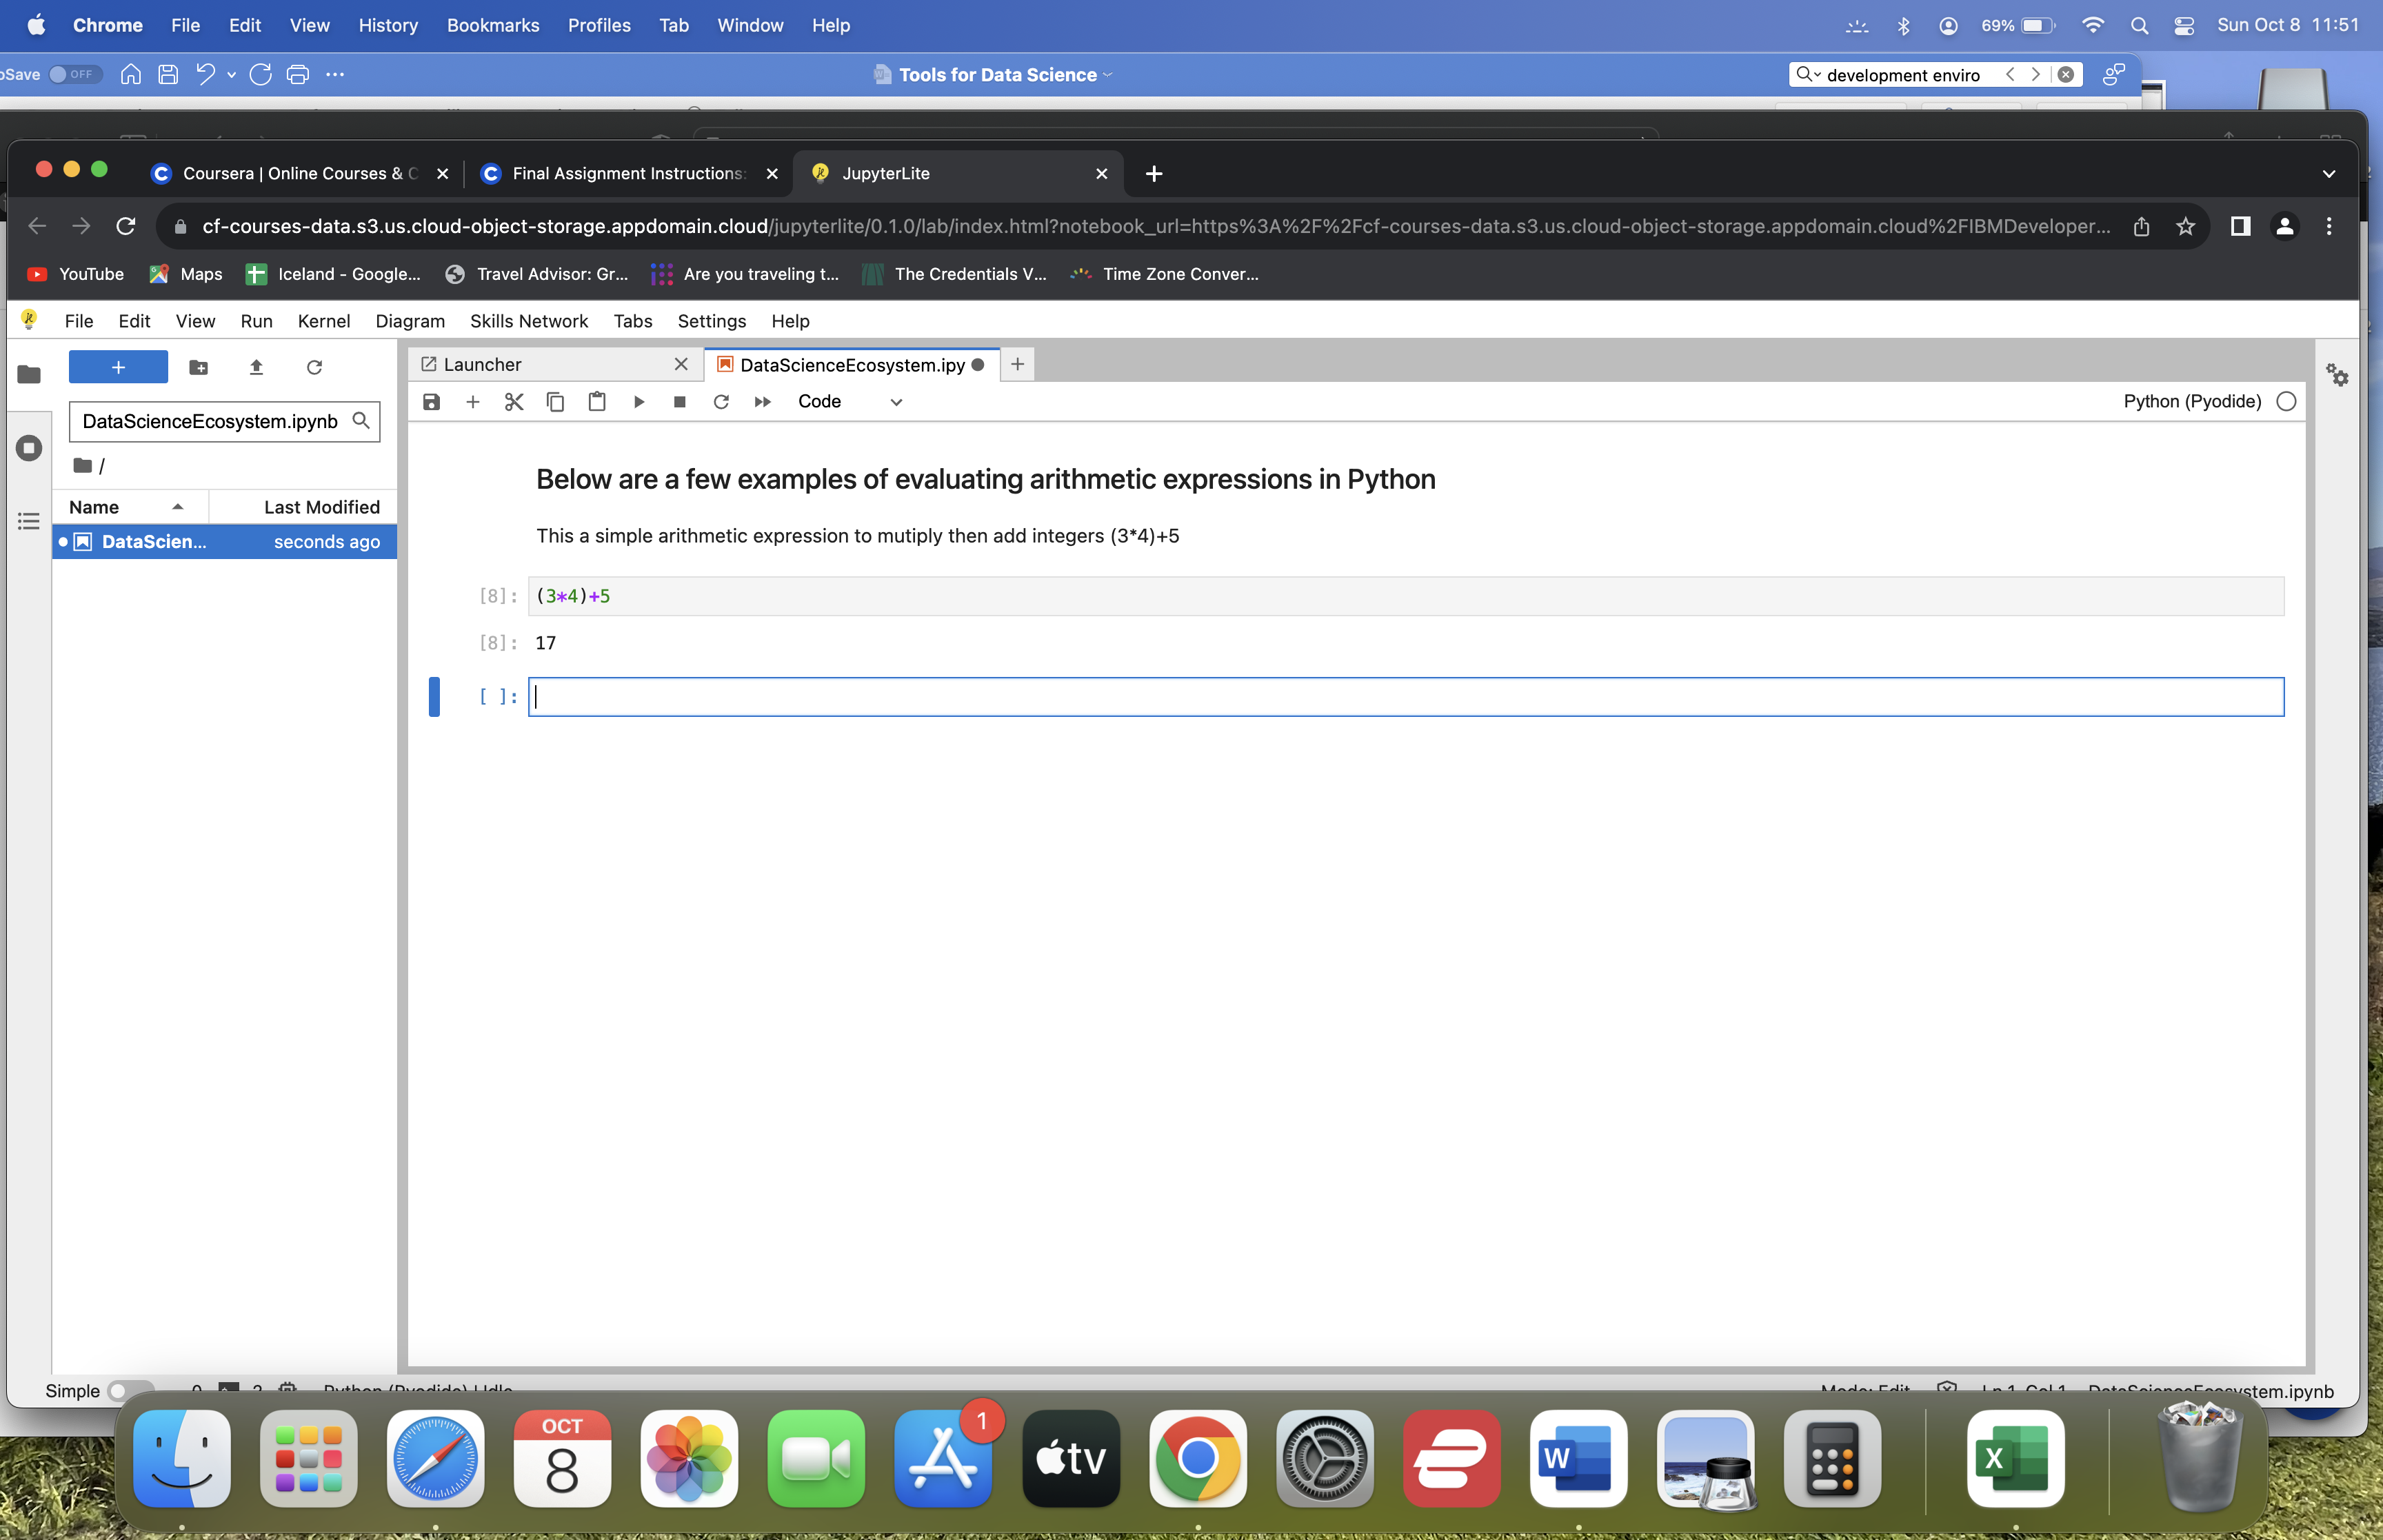 Chrome File Edit View History Bookmarks Profiles Tab Window Help 69% Sun Oct 8 11:51
oSave OFF Tools for Data Science development enviro
Coursera | Online Courses & C Final Assignment Instructions: JupyterLite
cf-courses-data.s3.us.cloud-object-storage.appdomain.cloud/jupyterlite/0.1.0/lab/index.html?notebook_url=https%3A%2F%2Fcf-courses-data.s3.us.cloud-object-storage.appdomain.cloud%2FIBMDeveloper...
YouTube Maps Iceland - Google... Travel Advisor: Gr... Are you traveling t... The Credentials V... Time Zone Conver...
File Edit View Run Kernel Diagram Skills Network Tabs Settings Help
Launcher DataScienceEcosystem.ipy
Code Python (Pyodide)
DataScienceEcosystem.ipynb
/
Name Last Modified
DataScien... seconds ago
Below are a few examples of evaluating arithmetic expressions in Python
This a simple arithmetic expression to mutiply then add integers (3*4)+5
[8]: (3*4)+5
[8]: 17
[ ]:
Simple 0 2 Python (Pyodide) | Idle Mode: Edit Ln 1, Col 1 DataScienceEcosystem.ipynb
OCT
8
1
tv
W
X